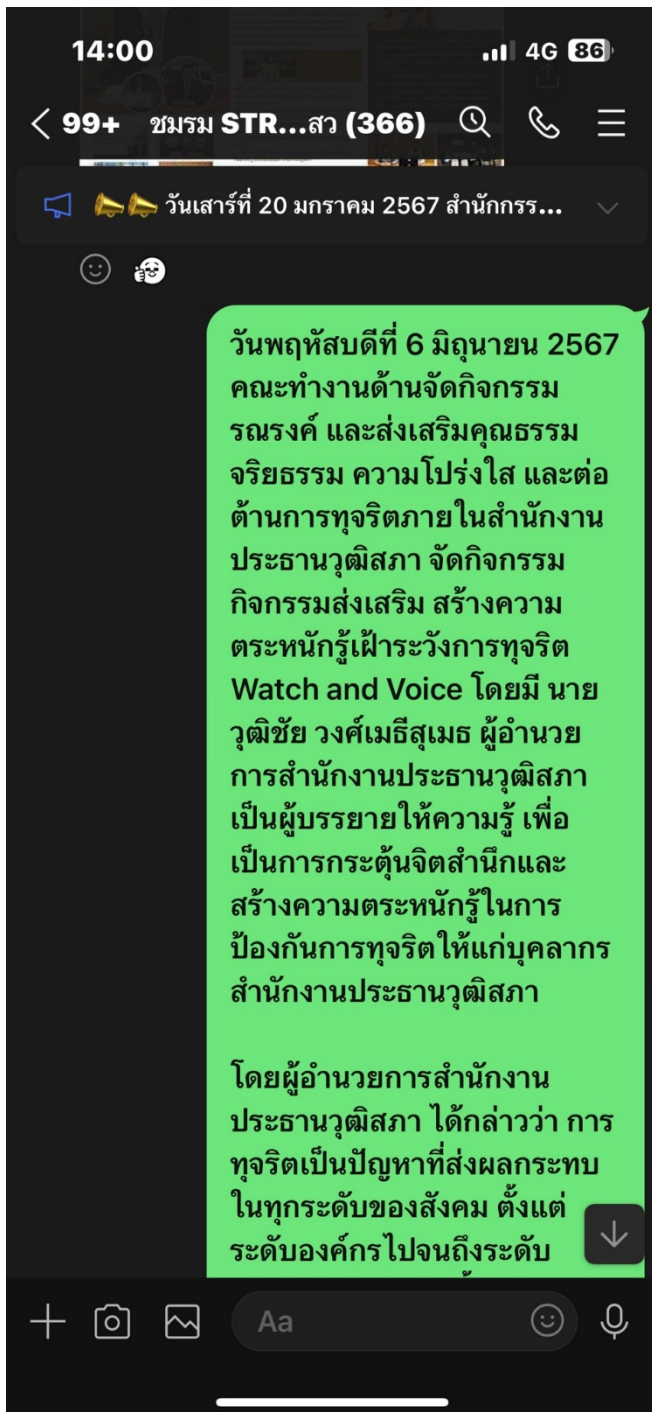 14:00
4G 86
99+ ชมรม STR...สว (366)
วันเสาร์ที่ 20 มกราคม 2567 สำนักกรร...
วันพฤหัสบดีที่ 6 มิถุนายน 2567
คณะทำงานด้านจัดกิจกรรม
รณรงค์ และส่งเสริมคุณธรรม
จริยธรรม ความโปร่งใส และต่อ
ต้านการทุจริตภายในสำนักงาน
ประธานวุฒิสภา จัดกิจกรรม
กิจกรรมส่งเสริม สร้างความ
ตระหนักรู้เฝ้าระวังการทุจริต
Watch and Voice โดยมี นาย
วุฒิชัย วงศ์เมธีสุเมธ ผู้อำนวย
การสำนักงานประธานวุฒิสภา
เป็นผู้บรรยายให้ความรู้ เพื่อ
เป็นการกระตุ้นจิตสำนึกและ
สร้างความตระหนักรู้ในการ
ป้องกันการทุจริตให้แก่บุคลากร
สำนักงานประธานวุฒิสภา
โดยผู้อำนวยการสำนักงาน
ประธานวุฒิสภา ได้กล่าวว่า การ
ทุจริตเป็นปัญหาที่ส่งผลกระทบ
ในทุกระดับของสังคม ตั้งแต่
ระดับองค์กรไปจนถึงระดับ
Aa